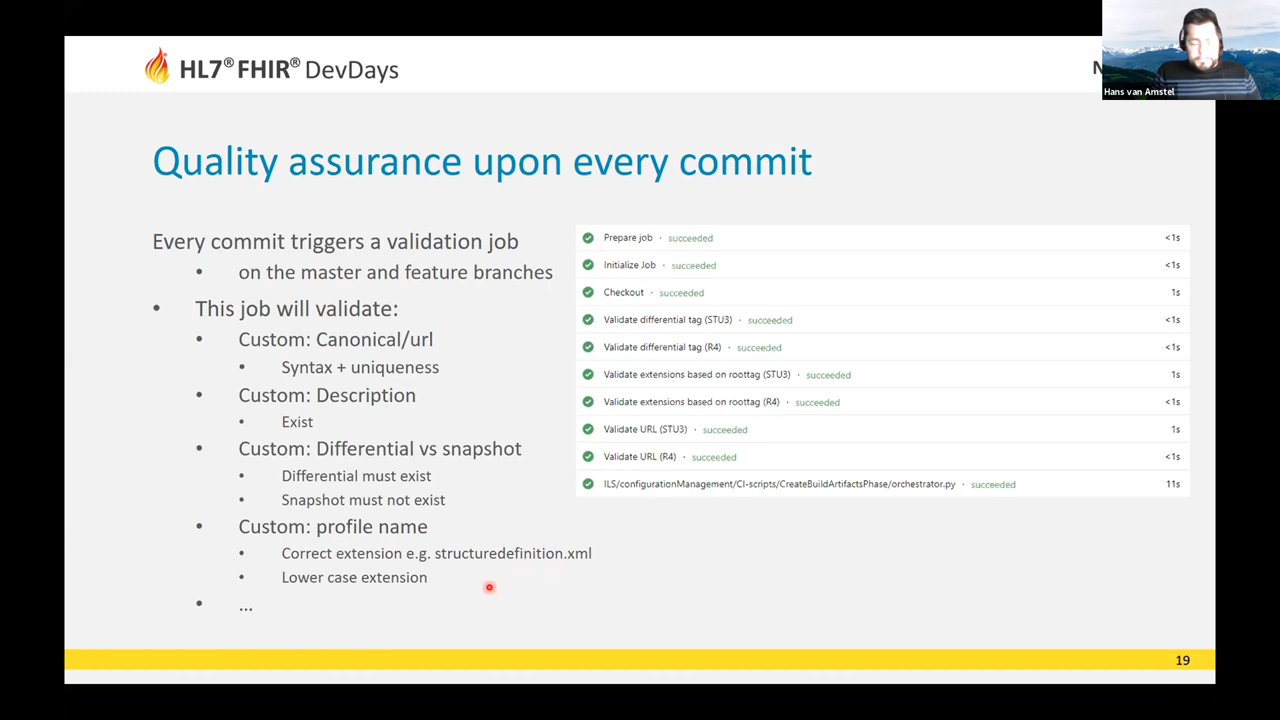 HL7® FHIR® DevDays
Hans van Amstel
Quality assurance upon every commit
Every commit triggers a validation job
• on the master and feature branches
• This job will validate:
• Custom: Canonical/url
• Syntax + uniqueness
• Custom: Description
• Exist
• Custom: Differential vs snapshot
• Differential must exist
• Snapshot must not exist
• Custom: profile name
• Correct extension e.g. structuredefinition.xml
• Lower case extension
• ...
Prepare job · succeeded <1s
Initialize Job · succeeded <1s
Checkout · succeeded 1s
Validate differential tag (STU3) · succeeded <1s
Validate differential tag (R4) · succeeded <1s
Validate extensions based on roottag (STU3) · succeeded 1s
Validate extensions based on roottag (R4) · succeeded <1s
Validate URL (STU3) · succeeded 1s
Validate URL (R4) · succeeded <1s
ILS/configurationManagement/CI-scripts/CreateBuildArtifactsPhase/orchestrator.py · succeeded 11s
19